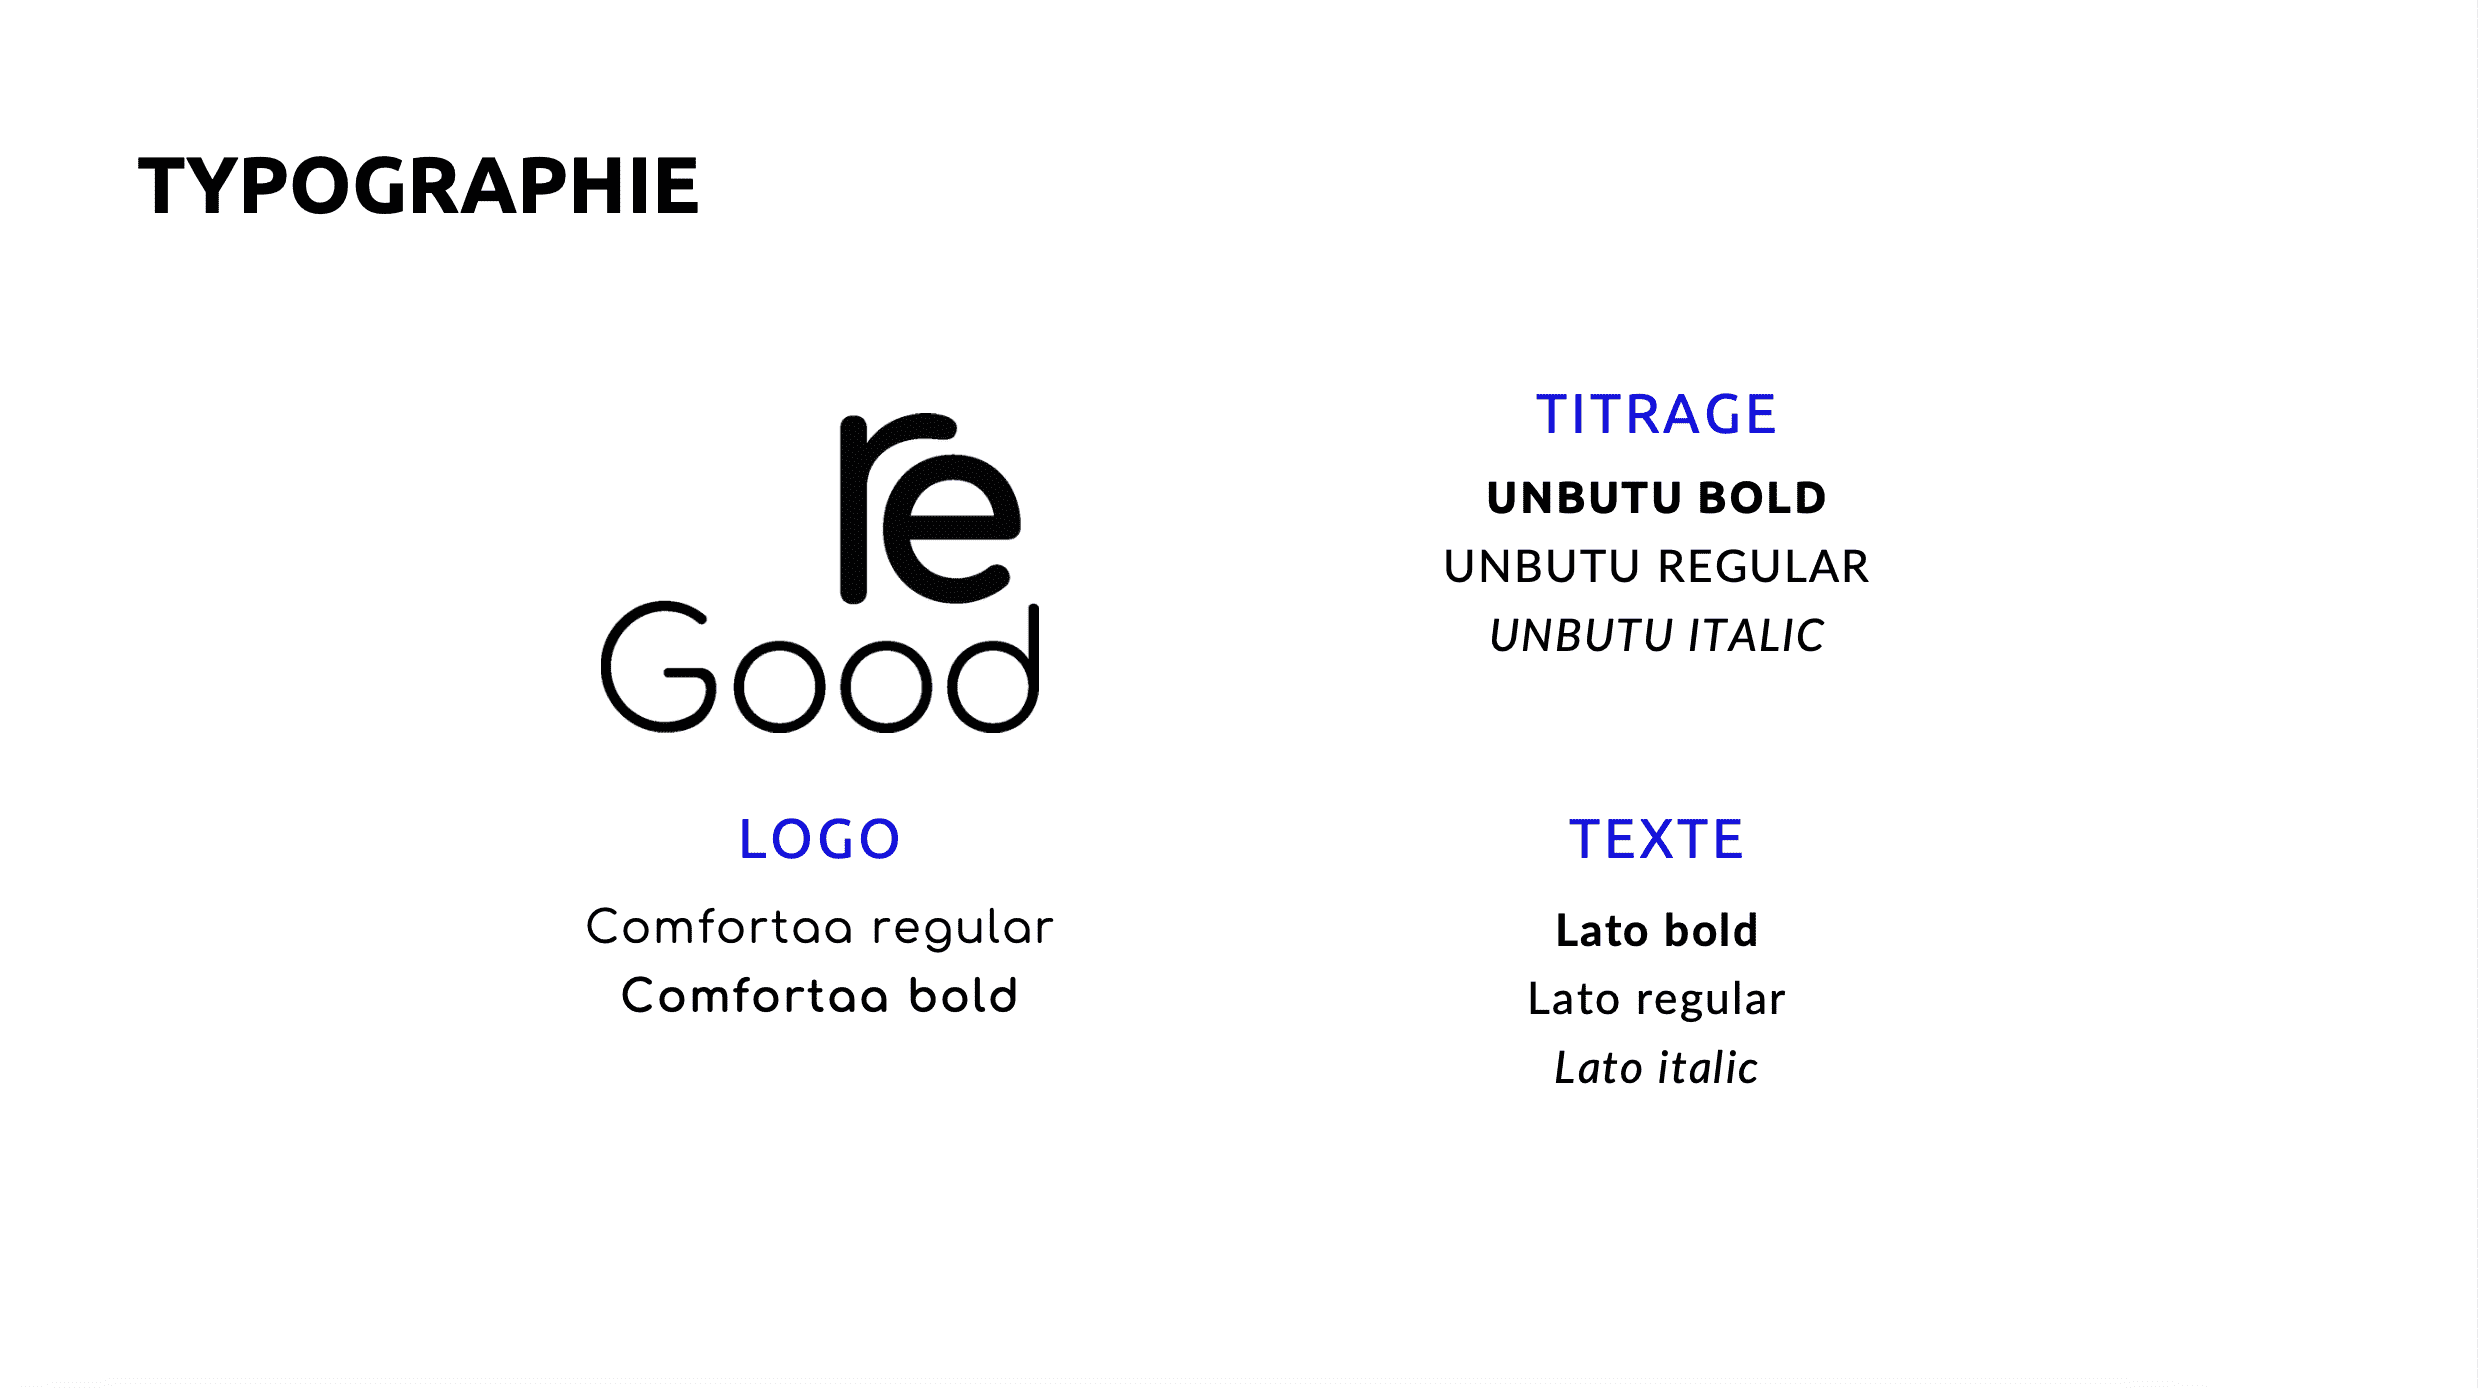 TYPOGRAPHIE
re
Good
LOGO
Comfortaa regular
Comfortaa bold
TITRAGE
UNBUTU BOLD
UNBUTU REGULAR
UNBUTU ITALIC
TEXTE
Lato bold
Lato regular
Lato italic